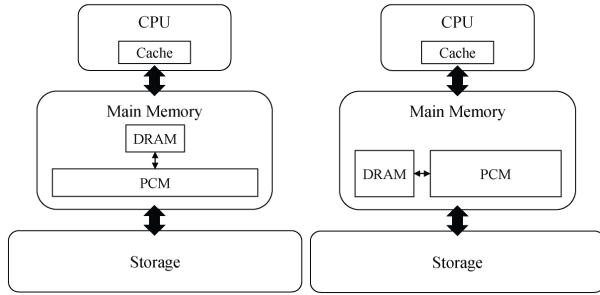 CPU
Cache
Main Memory
DRAM
PCM
Storage
CPU
Cache
Main Memory
DRAM
PCM
Storage